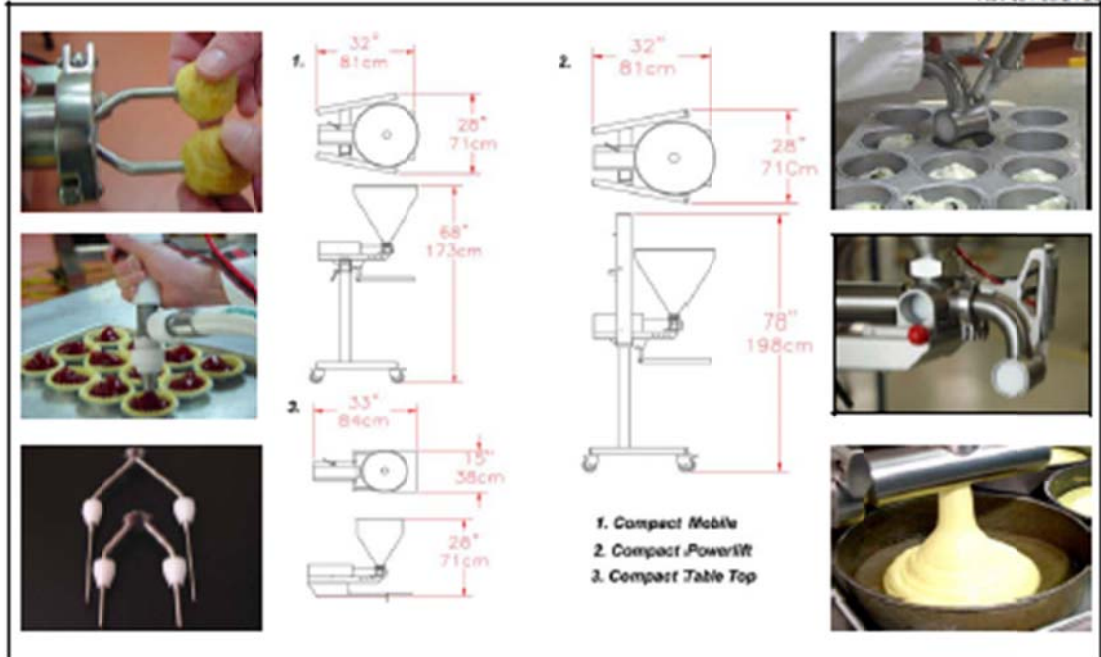 1.
32"
81cm
28"
71cm
68"
173cm
2.
32"
81cm
28"
71Cm
78"
198cm
3.
33"
84cm
15"
38cm
28"
71cm
1. Compact Mobile
2. Compact Powerlift
3. Compact Table Top